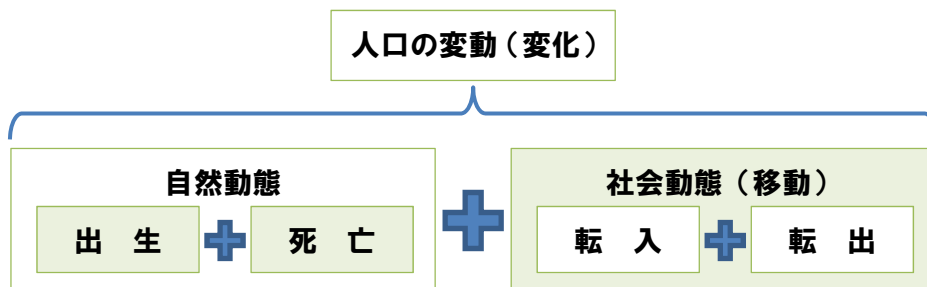 人口の変動（変化）
自然動態
社会動態（移動）
出 生
死 亡
転 入
転 出